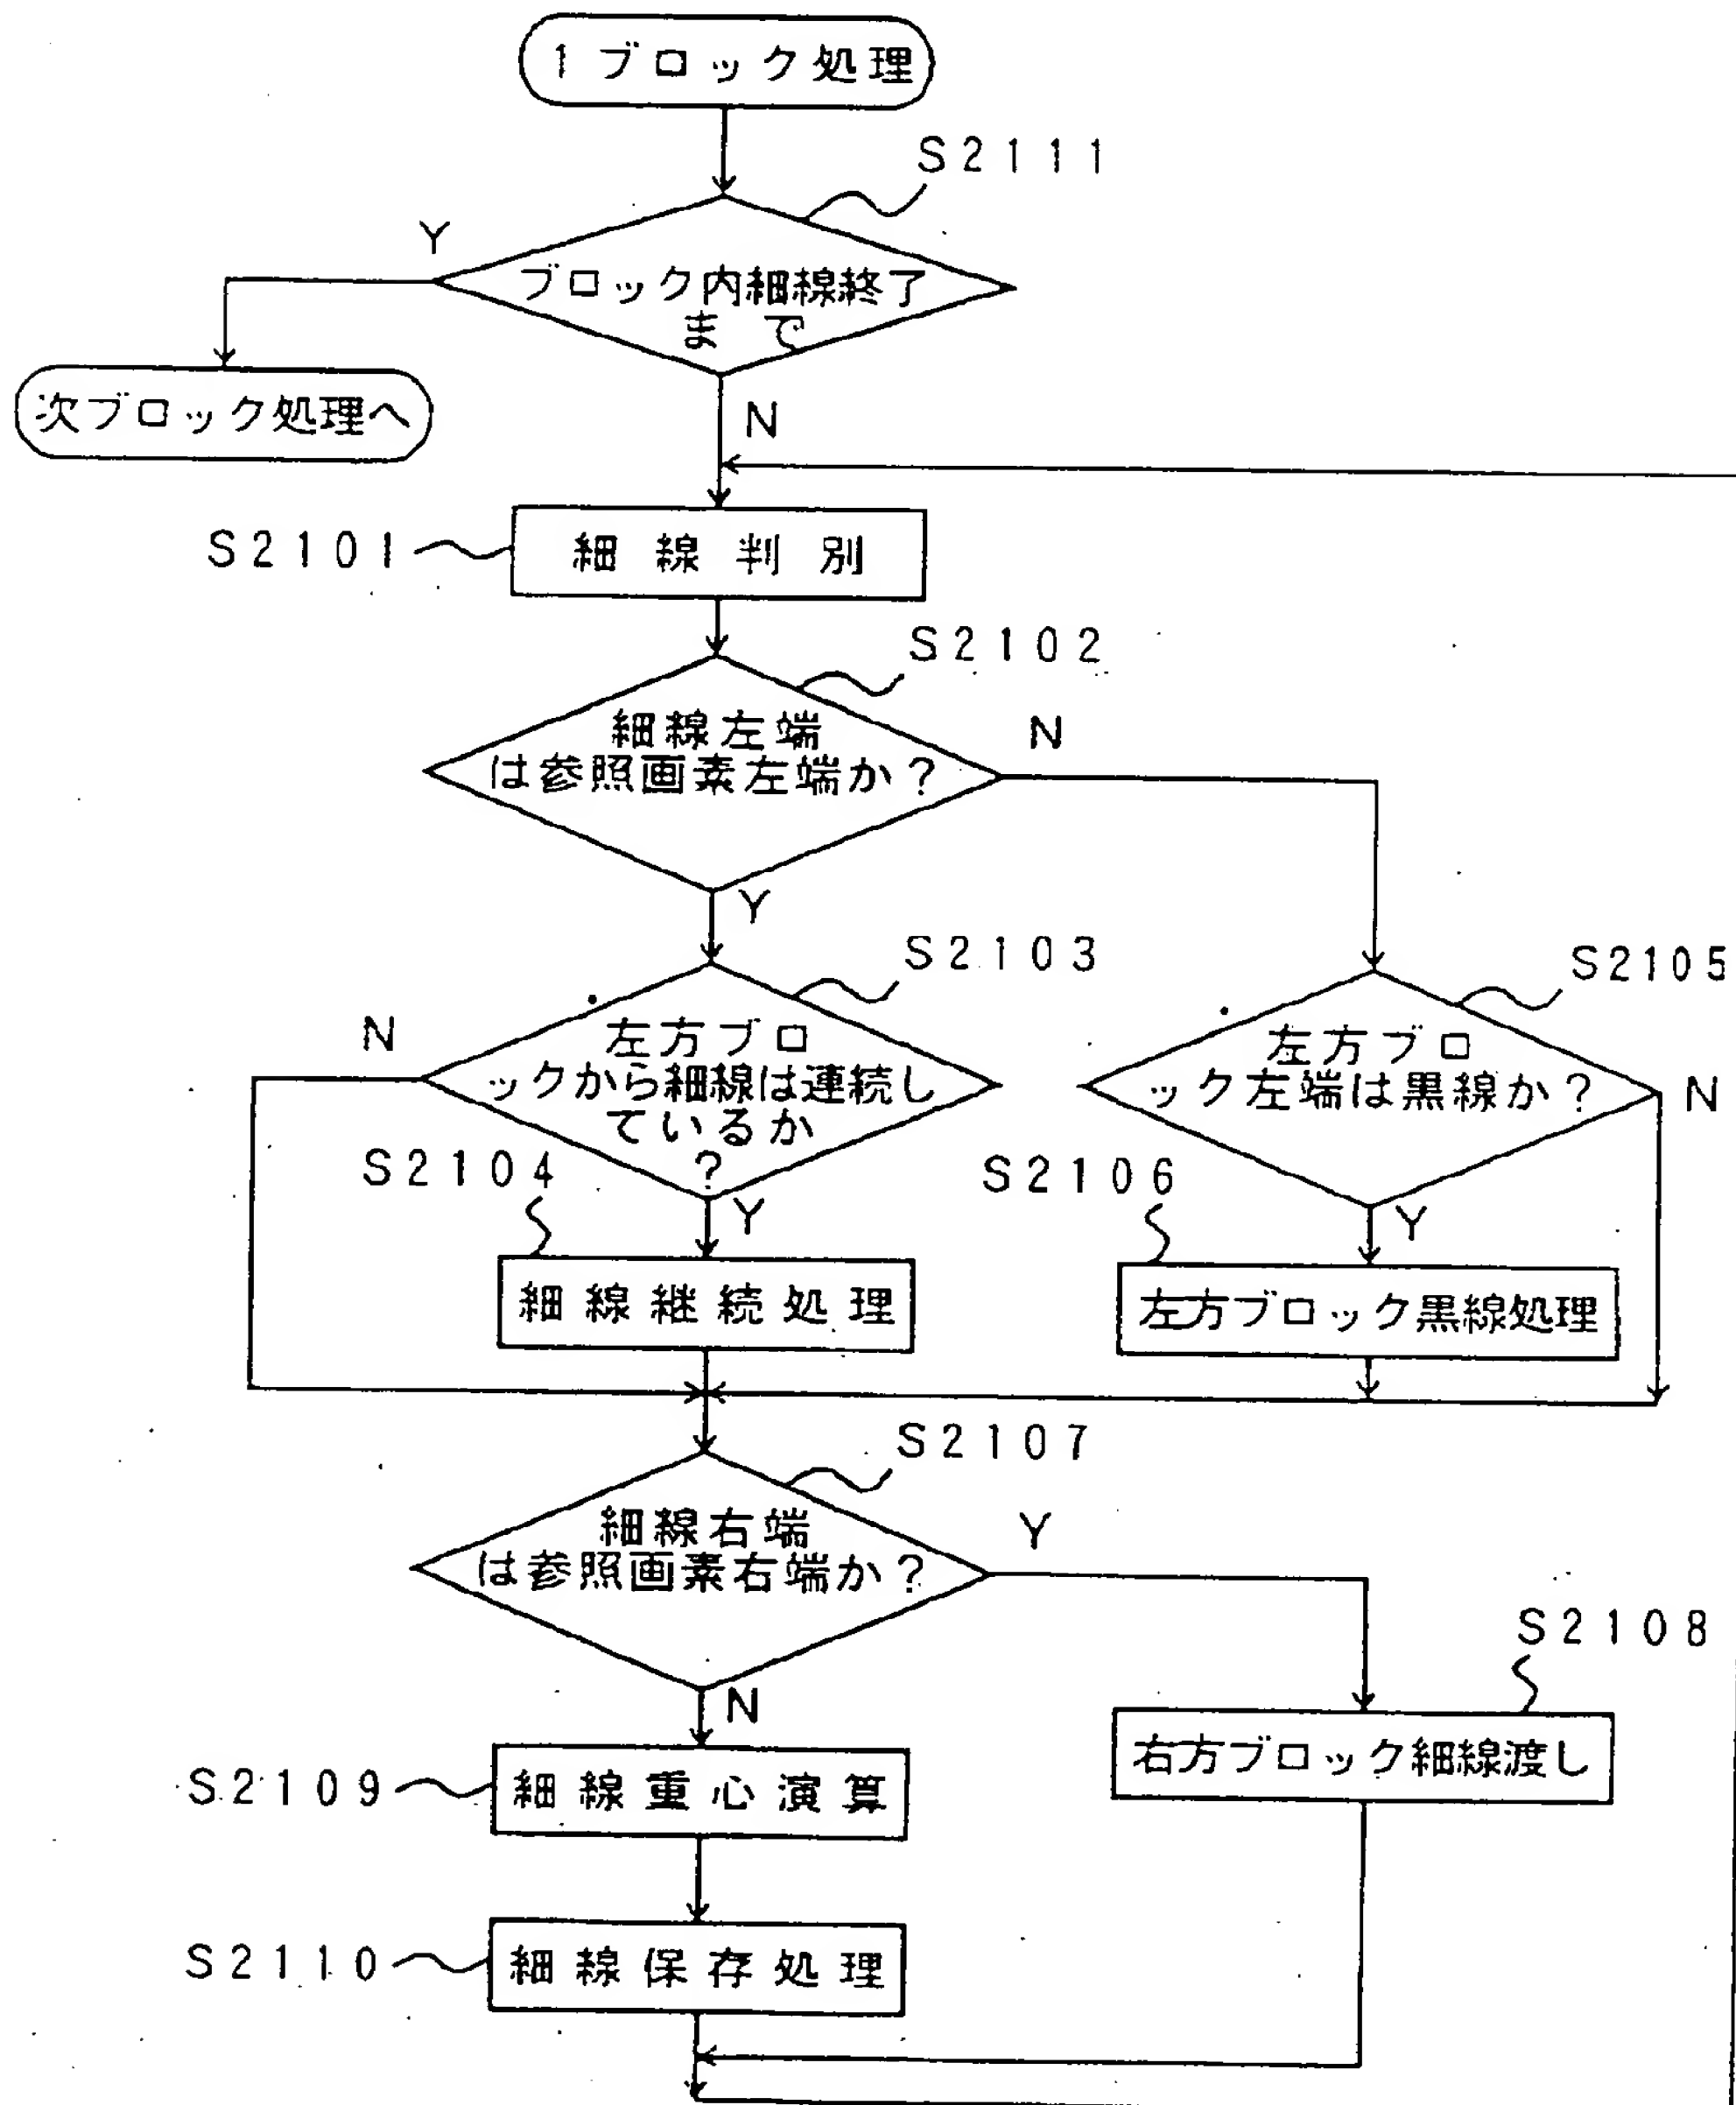 1 ブロック処理
S2111
Y
ブロック内細線終了
まで
次ブロック処理へ
N
S2101
細線判別
S2102
細線左端
は参照画素左端か?
N
Y
S2103
S2105
N
左方ブロ
ックから細線は連続し
ているか
?
左方ブロ
ック左端は黒線か?
N
S2104
Y
S2106
Y
細線継続処理
左方ブロック黒線処理
S2107
細線右端
は参照画素右端か?
Y
N
S2108
右方ブロック細線渡し
S2109
細線重心演算
S2110
細線保存処理